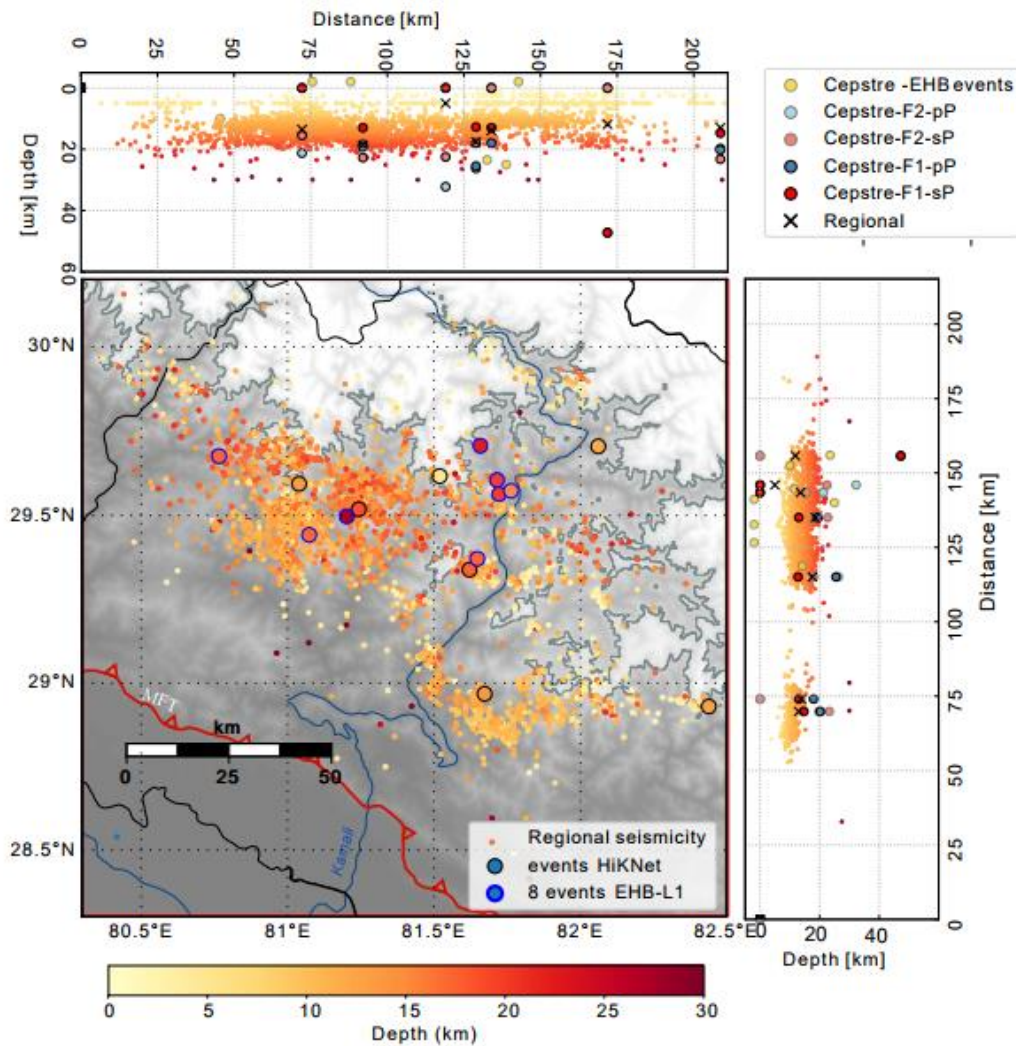 Distance [km]
0 25 50 75 100 125 150 175 200
0
20
40
60
Depth [km]
Cepstre -EHB events
Cepstre-F2-pP
Cepstre-F2-sP
Cepstre-F1-pP
Cepstre-F1-sP
Regional
30°N
29.5°N
29°N
28.5°N
MFT
km
0 25 50
Karnali
Regional seismicity
events HiKNet
8 events EHB-L1
80.5°E 81°E 81.5°E 82°E 82.5°E
200
175
150
125
100
75
50
25
0
Distance [km]
0 20 40
Depth [km]
0 5 10 15 20 25 30
Depth (km)